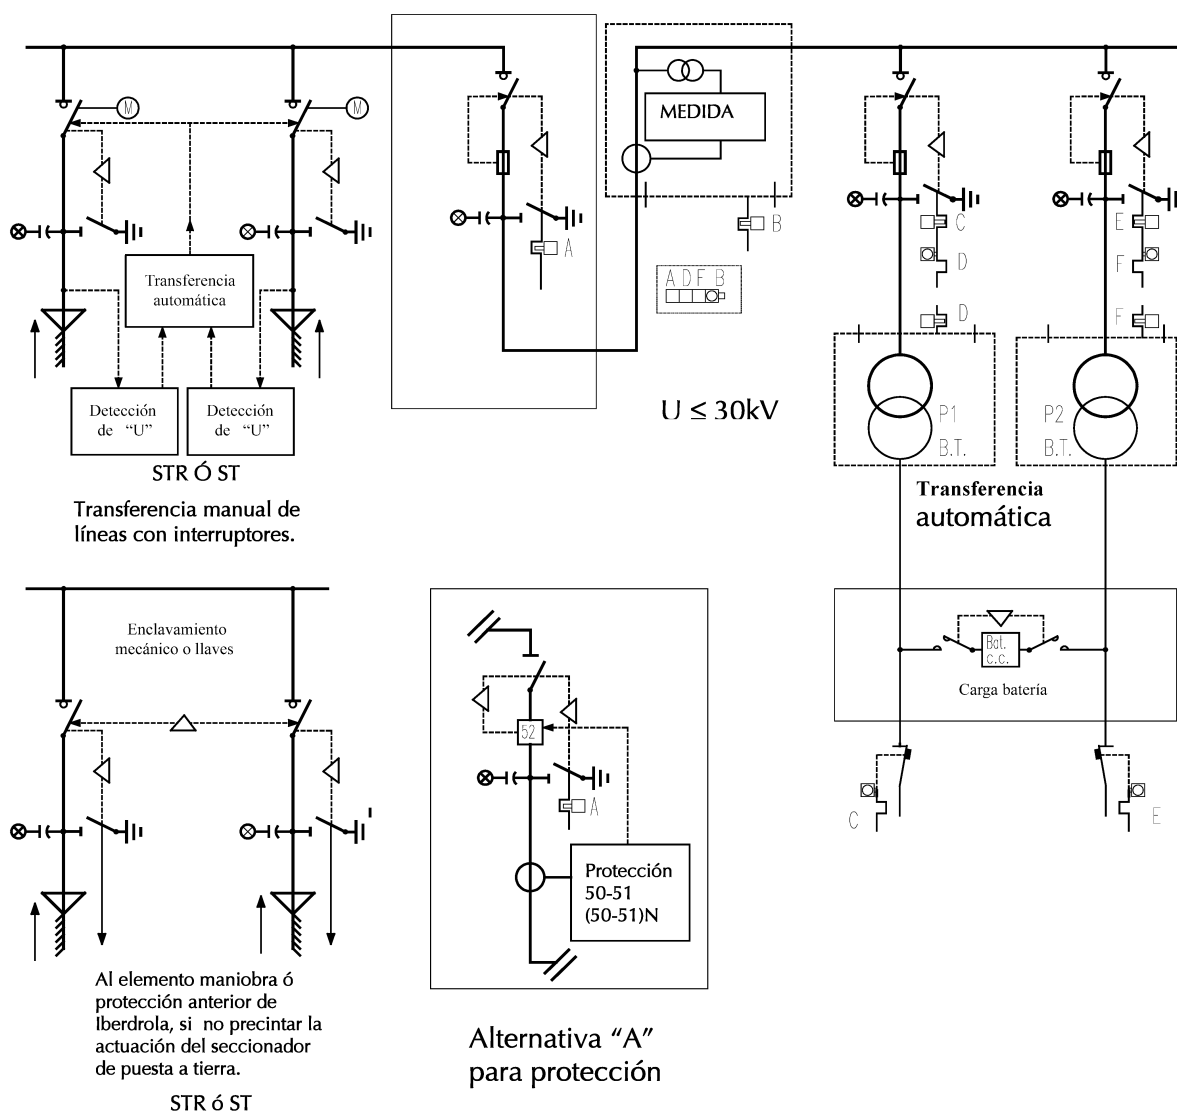 M
M
MEDIDA
A
B
C
E
D
F
A D F B
D
F
Transferencia
automática
U ≤ 30kV
Detección
de “U”
Detección
de “U”
P1
B.T.
P2
B.T.
STR Ó ST
Transferencia manual de
líneas con interruptores.
Transferencia
automática
Enclavamiento
mecánico o llaves
Bat.
c.c.
Carga batería
52
A
C
E
Protección
50-51
(50-51)N
Al elemento maniobra ó
protección anterior de
Iberdrola, si no precintar la
actuación del seccionador
de puesta a tierra.
STR ó ST
Alternativa “A”
para protección